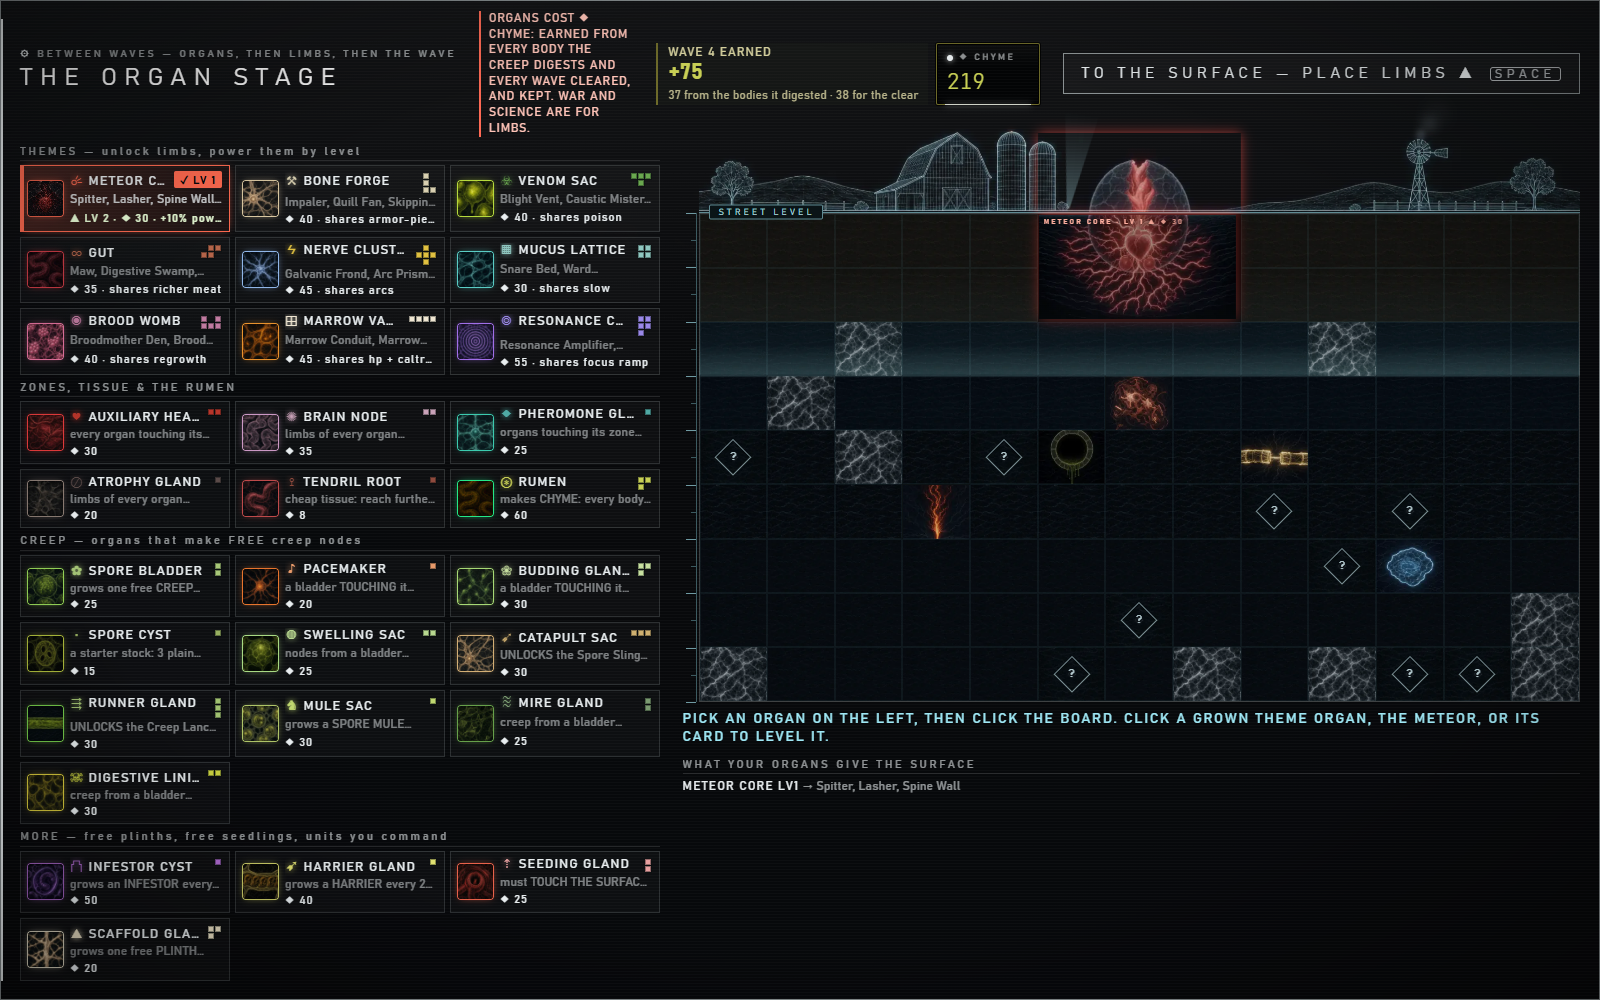 BETWEEN WAVES — ORGANS, THEN LIMBS, THEN THE WAVE
THE ORGAN STAGE
ORGANS COST ◆
CHYME: EARNED FROM
EVERY BODY THE
CREEP DIGESTS AND
EVERY WAVE CLEARED,
AND KEPT. WAR AND
SCIENCE ARE FOR
LIMBS.
WAVE 4 EARNED
+75
37 from the bodies it digested · 38 for the clear
◆ CHYME
219
TO THE SURFACE — PLACE LIMBS ▲ SPACE
THEMES — unlock limbs, power them by level
METEOR C... ✓ LV 1
Spitter, Lasher, Spine Wall...
▲ LV 2 · ◆ 30 · +10% pow...
BONE FORGE
Impaler, Quill Fan, Skippin...
◆ 40 · shares armor-pie...
VENOM SAC
Blight Vent, Caustic Mister...
◆ 40 · shares poison
GUT
Maw, Digestive Swamp,...
◆ 35 · shares richer meat
NERVE CLUST...
Galvanic Frond, Arc Prism...
◆ 45 · shares arcs
MUCUS LATTICE
Snare Bed, Ward...
◆ 30 · shares slow
BROOD WOMB
Broodmother Den, Brood...
◆ 40 · shares regrowth
MARROW VA...
Marrow Conduit, Marrow...
◆ 45 · shares hp + caltr...
RESONANCE C...
Resonance Amplifier,...
◆ 55 · shares focus ramp
ZONES, TISSUE & THE RUMEN
AUXILIARY HEA...
every organ touching its...
◆ 30
BRAIN NODE
limbs of every organ...
◆ 35
PHEROMONE GL...
organs touching its zone...
◆ 25
ATROPHY GLAND
limbs of every organ...
◆ 20
TENDRIL ROOT
cheap tissue: reach furthe...
◆ 8
RUMEN
makes CHYME: every body...
◆ 60
CREEP — organs that make FREE creep nodes
SPORE BLADDER
grows one free CREEP...
◆ 25
PACEMAKER
a bladder TOUCHING it...
◆ 20
BUDDING GLAN...
a bladder TOUCHING it...
◆ 30
SPORE CYST
a starter stock: 3 plain...
◆ 15
SWELLING SAC
nodes from a bladder...
◆ 25
CATAPULT SAC
UNLOCKS the Spore Sling...
◆ 30
RUNNER GLAND
UNLOCKS the Creep Lanc...
◆ 30
MULE SAC
grows a SPORE MULE...
◆ 30
MIRE GLAND
creep from a bladder...
◆ 25
DIGESTIVE LINI...
creep from a bladder...
◆ 30
MORE — free plinths, free seedlings, units you command
INFESTOR CYST
grows an INFESTOR every...
◆ 50
HARRIER GLAND
grows a HARRIER every 2...
◆ 40
SEEDING GLAND
must TOUCH THE SURFAC...
◆ 25
SCAFFOLD GLA...
grows one free PLINTH...
◆ 20
STREET LEVEL
METEOR CORE · LV 1 ▲ ◆ 30
?
?
?
?
?
?
?
?
?
PICK AN ORGAN ON THE LEFT, THEN CLICK THE BOARD. CLICK A GROWN THEME ORGAN, THE METEOR, OR ITS
CARD TO LEVEL IT.
WHAT YOUR ORGANS GIVE THE SURFACE
METEOR CORE LV1 → Spitter, Lasher, Spine Wall